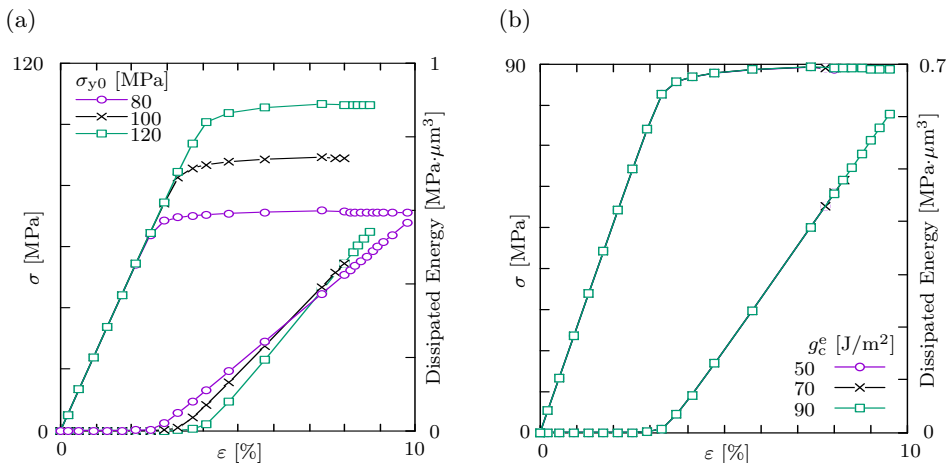 (a)
120
σ [MPa]
0
σy0 [MPa]
80
100
120
1
Dissipated Energy [MPa·μm³]
0
0
ε [%]
10
(b)
90
σ [MPa]
0
0.7
Dissipated Energy [MPa·μm³]
0
gᵉc [J/m²]
50
70
90
0
ε [%]
10